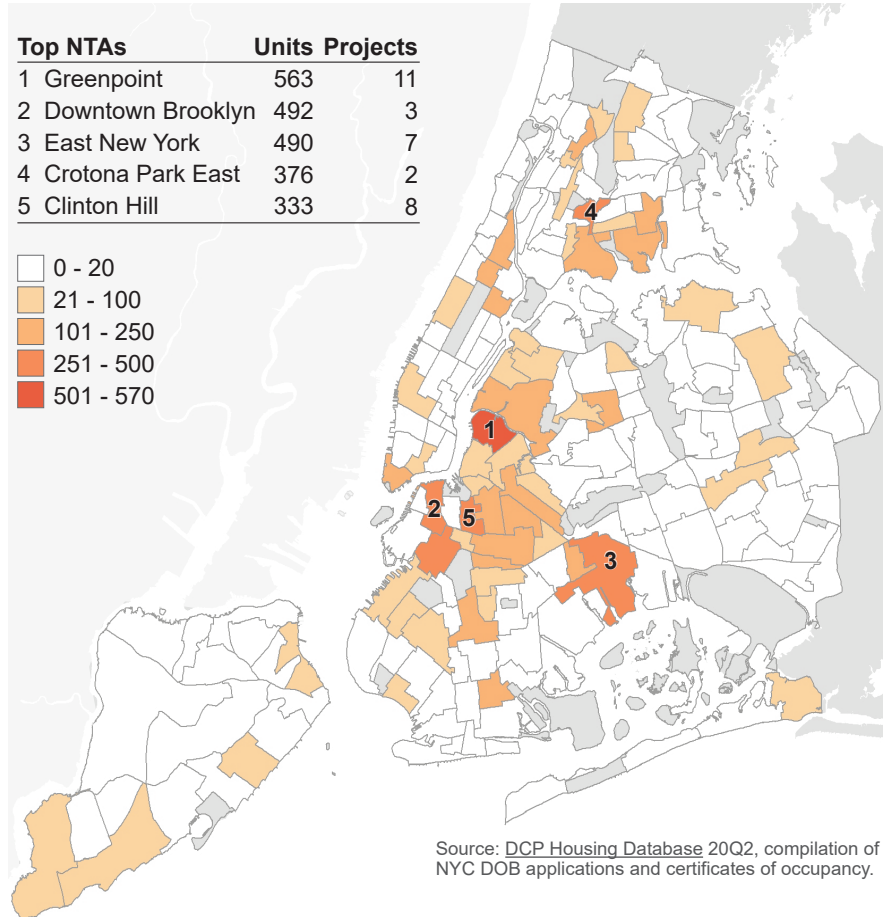 Top NTAs Units Projects
1 Greenpoint 563 11
2 Downtown Brooklyn 492 3
3 East New York 490 7
4 Crotona Park East 376 2
5 Clinton Hill 333 8
0 - 20
21 - 100
101 - 250
251 - 500
501 - 570
4
1
2
5
3
Source: DCP Housing Database 20Q2, compilation of
NYC DOB applications and certificates of occupancy.